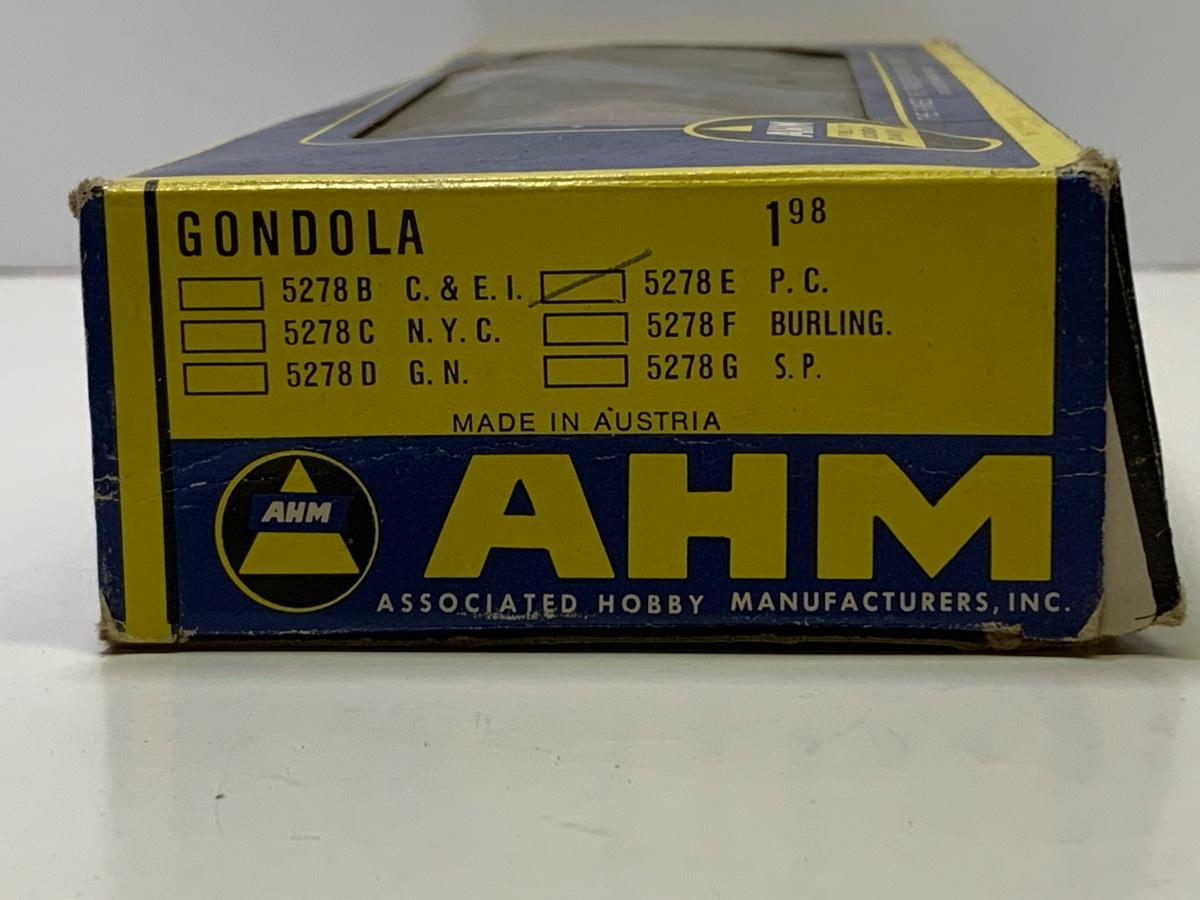 AHM
GONDOLA 1 98
5278 B C. & E. I. 5278 E P. C.
5278 C N. Y. C. 5278 F BURLING.
5278 D G. N. 5278 G S. P.
MADE IN AUSTRIA
AHM AHM
ASSOCIATED HOBBY MANUFACTURERS, INC.